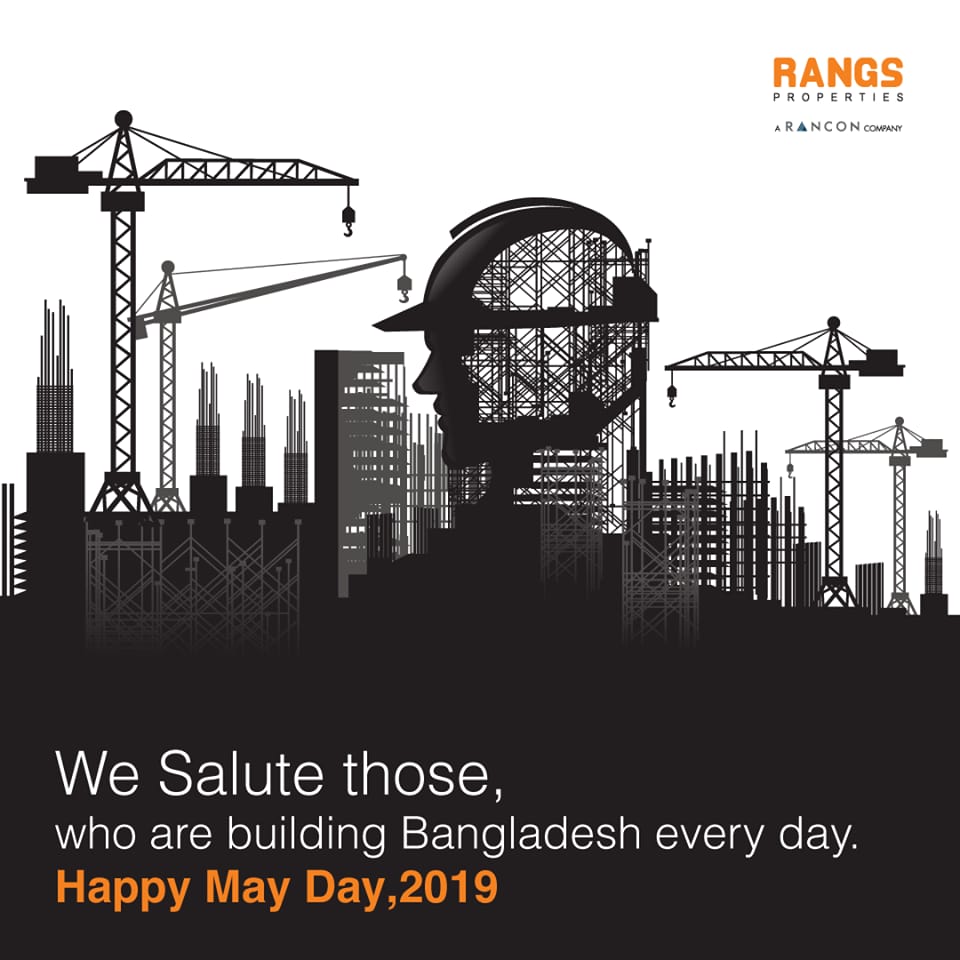 RANGS
PROPERTIES
A RANCON COMPANY
We Salute those,
who are building Bangladesh every day.
Happy May Day,2019